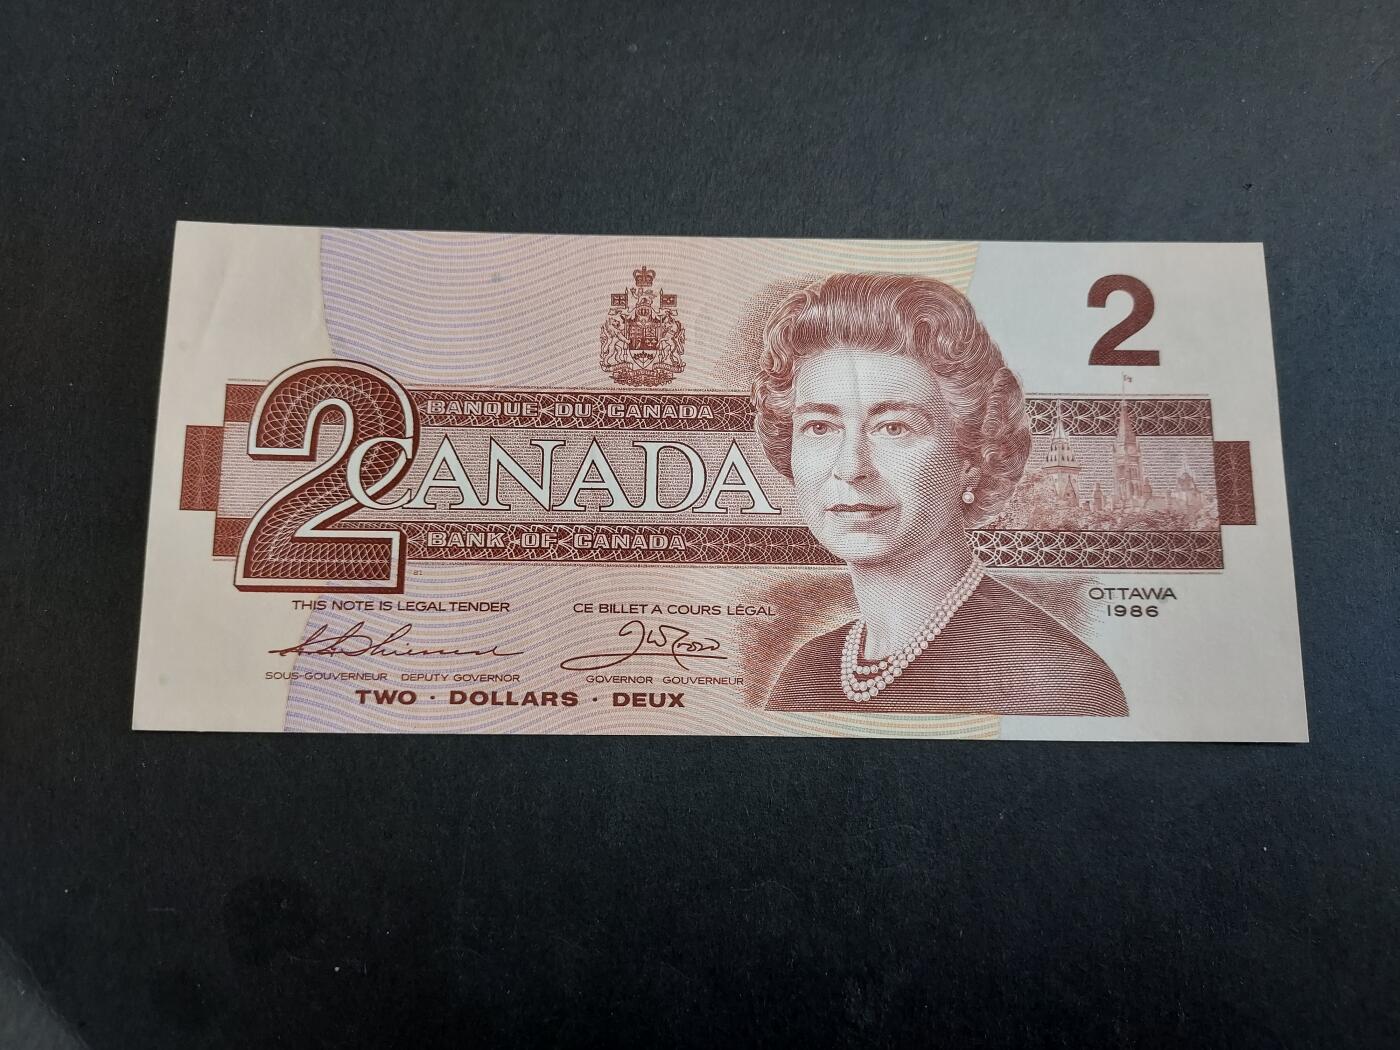 2
BANQUE DU CANADA
2 CANADA
BANK OF CANADA
OTTAWA
1986
THIS NOTE IS LEGAL TENDER
CE BILLET A COURS LÉGAL
SOUS-GOUVERNEUR DEPUTY GOVERNOR
GOVERNOR GOUVERNEUR
TWO · DOLLARS · DEUX